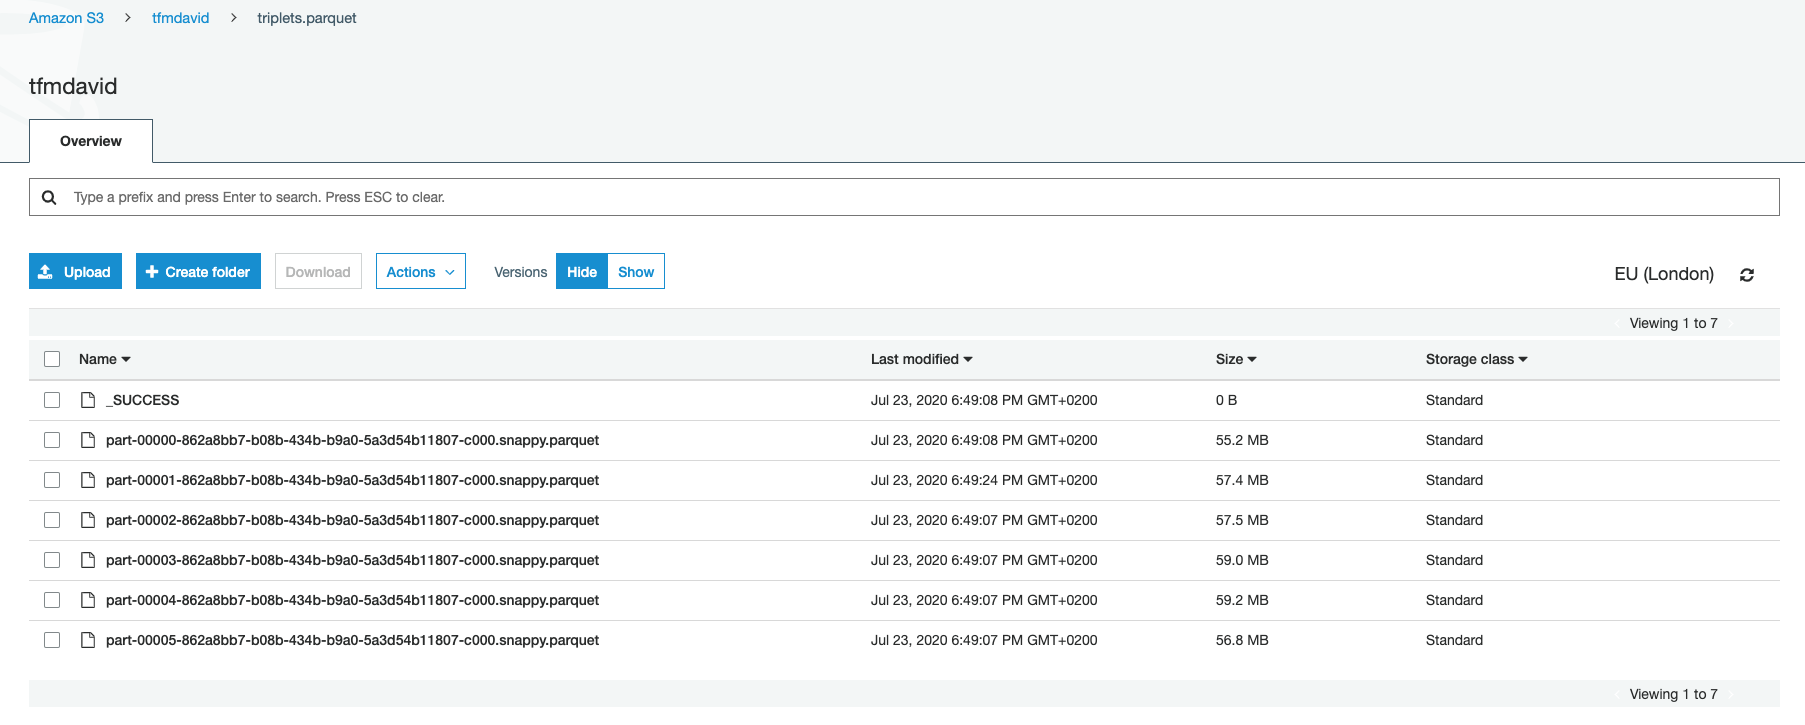 Amazon S3 > tfmdavid > triplets.parquet
tfmdavid
Overview
Type a prefix and press Enter to search. Press ESC to clear.
Upload + Create folder Download Actions Versions Hide Show EU (London)
Viewing 1 to 7
Name Last modified Size Storage class
_SUCCESS Jul 23, 2020 6:49:08 PM GMT+0200 0 B Standard
part-00000-862a8bb7-b08b-434b-b9a0-5a3d54b11807-c000.snappy.parquet Jul 23, 2020 6:49:08 PM GMT+0200 55.2 MB Standard
part-00001-862a8bb7-b08b-434b-b9a0-5a3d54b11807-c000.snappy.parquet Jul 23, 2020 6:49:24 PM GMT+0200 57.4 MB Standard
part-00002-862a8bb7-b08b-434b-b9a0-5a3d54b11807-c000.snappy.parquet Jul 23, 2020 6:49:07 PM GMT+0200 57.5 MB Standard
part-00003-862a8bb7-b08b-434b-b9a0-5a3d54b11807-c000.snappy.parquet Jul 23, 2020 6:49:07 PM GMT+0200 59.0 MB Standard
part-00004-862a8bb7-b08b-434b-b9a0-5a3d54b11807-c000.snappy.parquet Jul 23, 2020 6:49:07 PM GMT+0200 59.2 MB Standard
part-00005-862a8bb7-b08b-434b-b9a0-5a3d54b11807-c000.snappy.parquet Jul 23, 2020 6:49:07 PM GMT+0200 56.8 MB Standard
Viewing 1 to 7